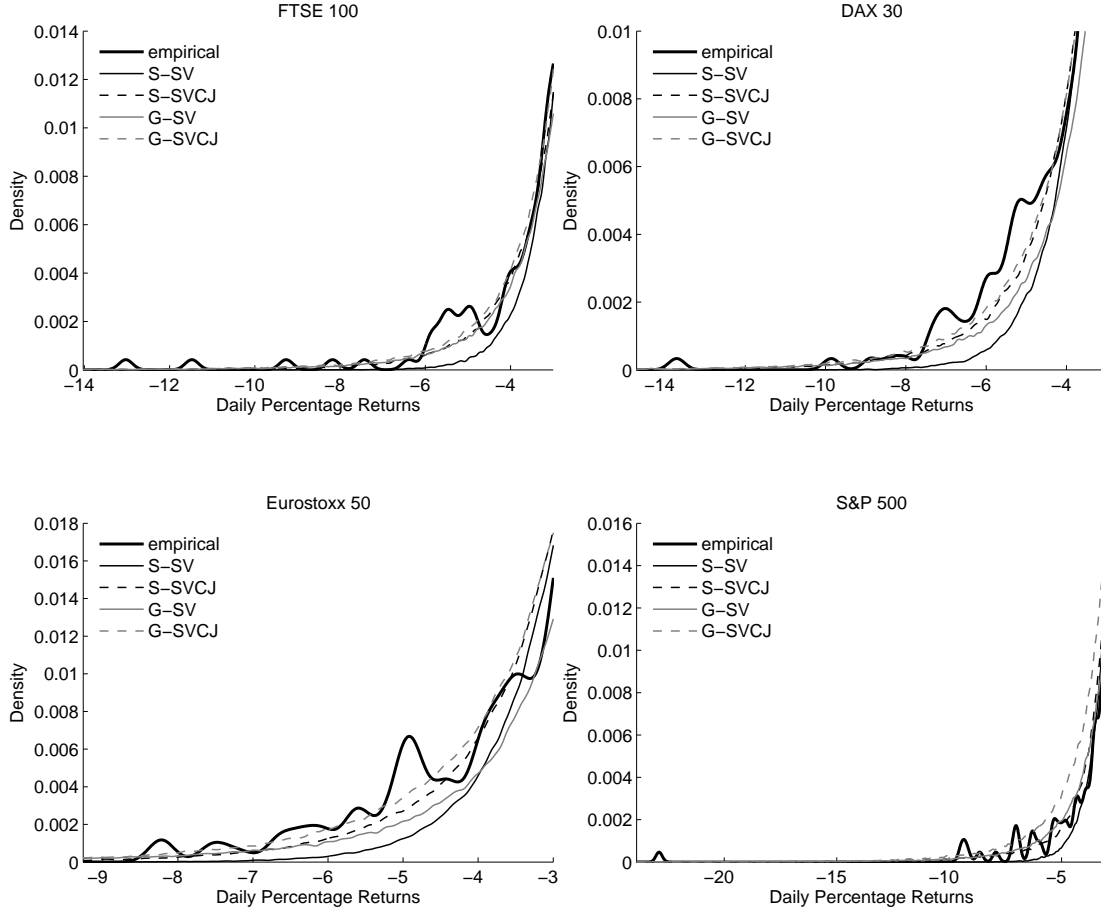 FTSE 100
0.014
0.012
0.01
0.008
0.006
0.004
0.002
0
Density
empirical
S−SV
S−SVCJ
G−SV
G−SVCJ
−14 −12 −10 −8 −6 −4
Daily Percentage Returns
DAX 30
0.01
0.008
0.006
0.004
0.002
0
Density
empirical
S−SV
S−SVCJ
G−SV
G−SVCJ
−14 −12 −10 −8 −6 −4
Daily Percentage Returns
Eurostoxx 50
0.018
0.016
0.014
0.012
0.01
0.008
0.006
0.004
0.002
0
Density
empirical
S−SV
S−SVCJ
G−SV
G−SVCJ
−9 −8 −7 −6 −5 −4 −3
Daily Percentage Returns
S&P 500
0.016
0.014
0.012
0.01
0.008
0.006
0.004
0.002
0
Density
empirical
S−SV
S−SVCJ
G−SV
G−SVCJ
−20 −15 −10 −5
Daily Percentage Returns